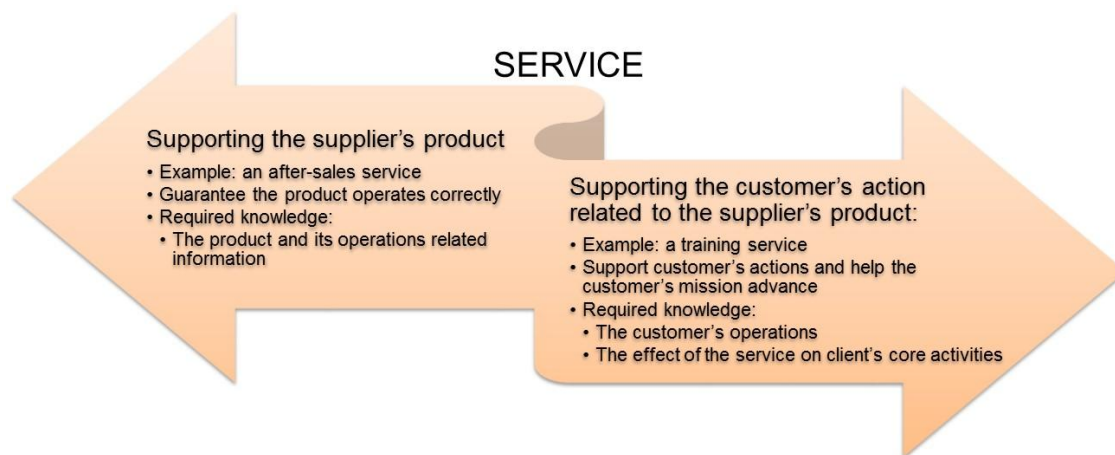 SERVICE
Supporting the supplier’s product
• Example: an after-sales service
• Guarantee the product operates correctly
• Required knowledge:
• The product and its operations related
information
Supporting the customer’s action
related to the supplier’s product:
• Example: a training service
• Support customer’s actions and help the
customer’s mission advance
• Required knowledge:
• The customer’s operations
• The effect of the service on client’s core activities